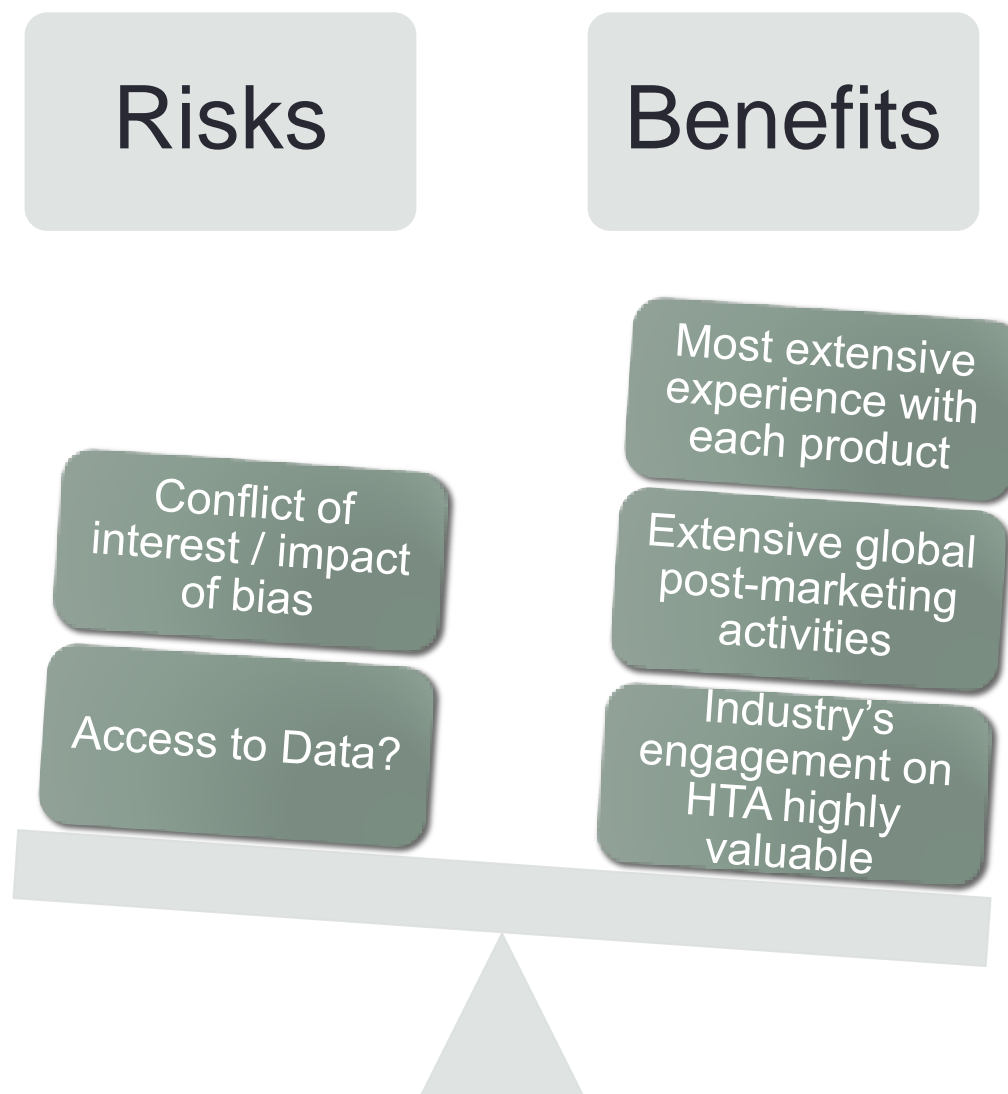 Risks
Benefits
Conflict of
interest / impact
of bias
Access to Data?
Most extensive
experience with
each product
Extensive global
post-marketing
activities
Industry’s
engagement on
HTA highly
valuable